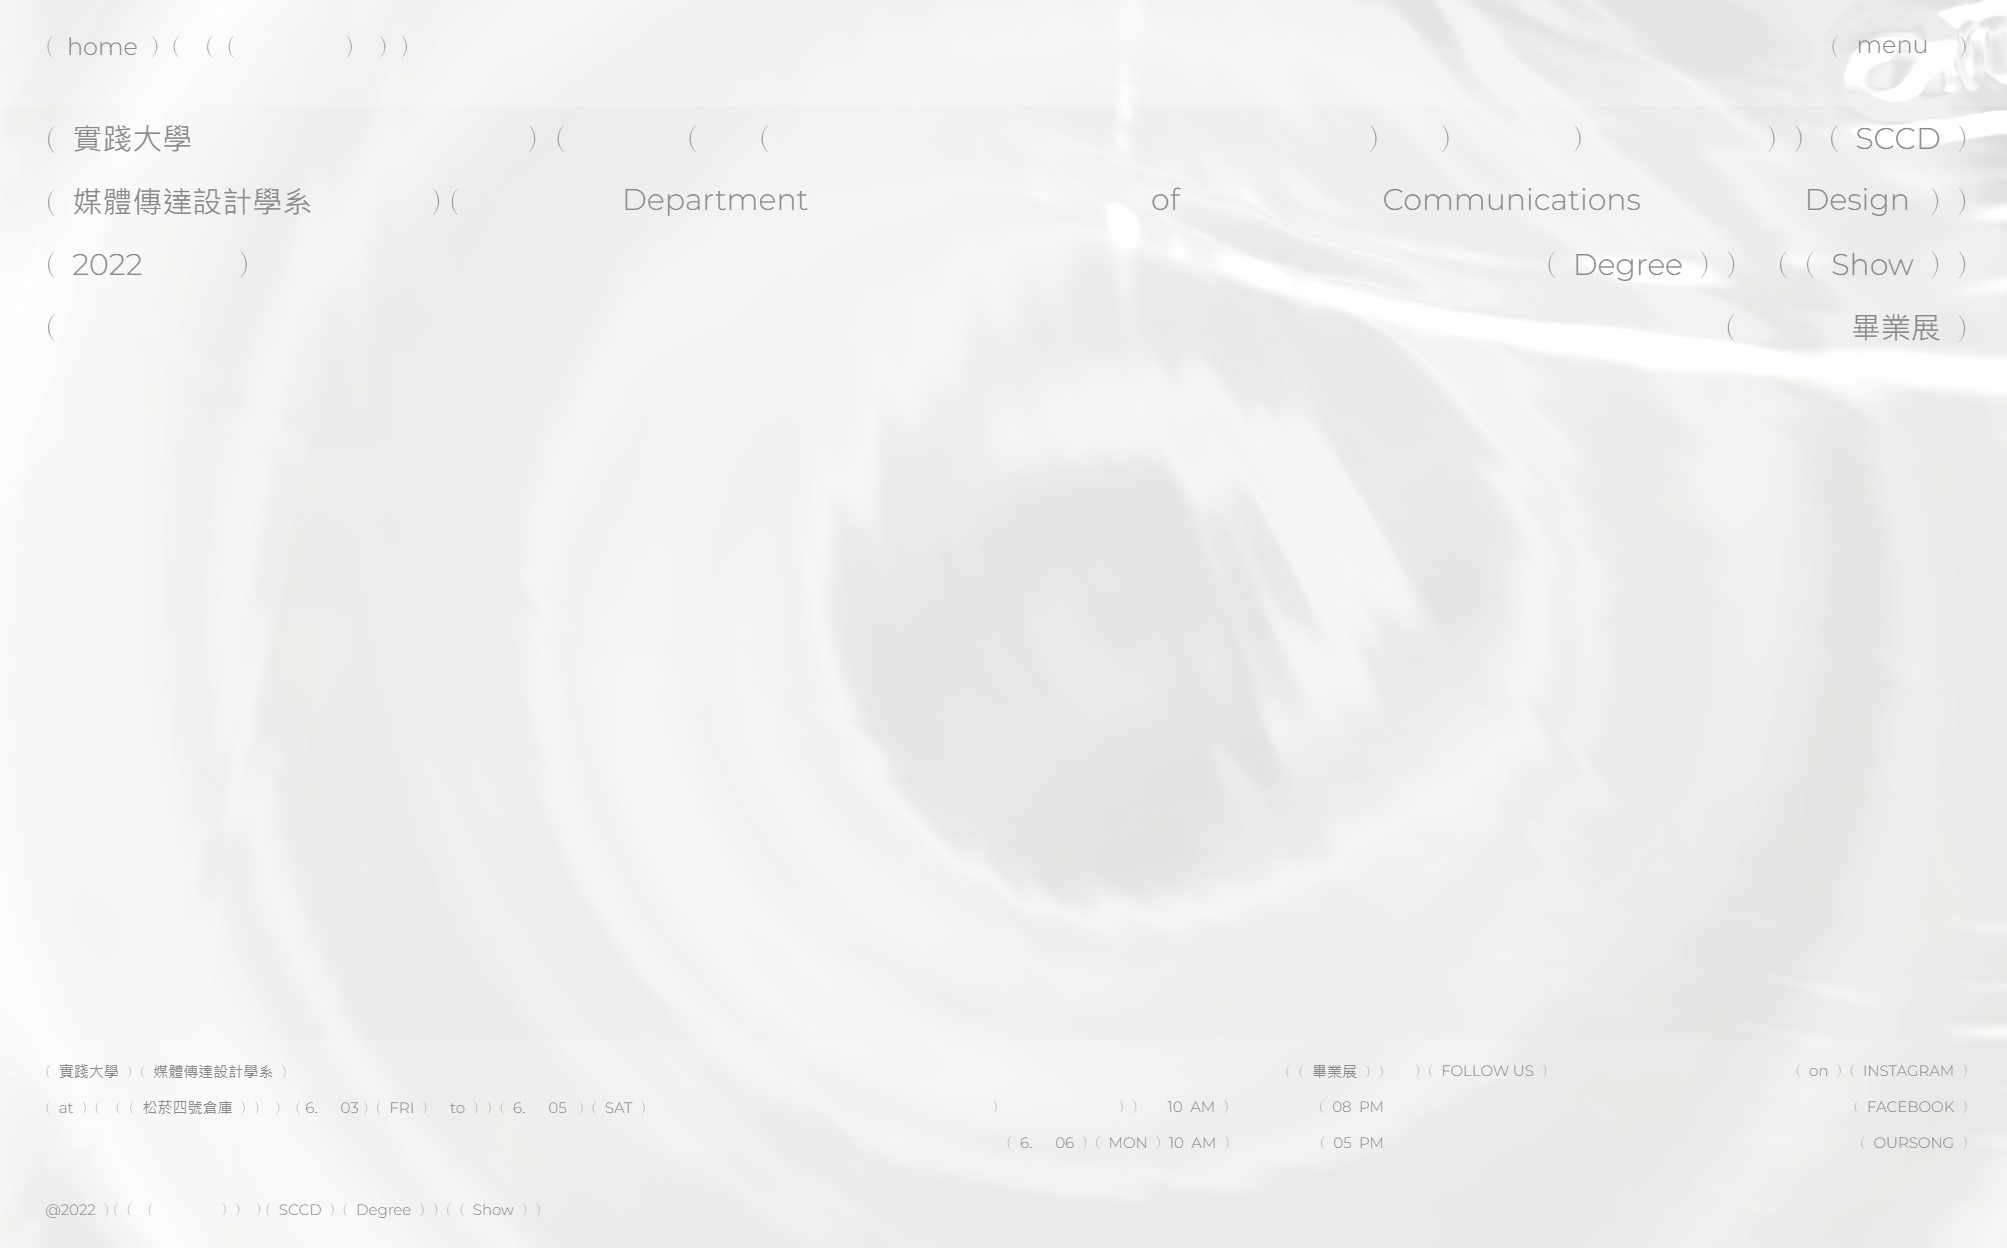 ( home ) ( ( ( ) ) ) ( menu )
( 實踐大學 ) ( ( ( ) ) ) ) ) ( SCCD )
( 媒體傳達設計學系 ) ( Department of Communications Design ) )
( 2022 ) ( Degree ) ) ( ( Show ) )
( ( 畢業展 )
( 實踐大學 ) ( 媒體傳達設計學系 ) ( ( 畢業展 ) ) ) ( FOLLOW US ) ( on ) ( INSTAGRAM )
( at ) ( ( ( 松菸四號倉庫 ) ) ) ( 6. 03 ) ( FRI ) to ) ) ( 6. 05 ) ( SAT ) ) ) ) 10 AM ) ( 08 PM ( FACEBOOK )
( 6. 06 ) ( MON ) 10 AM ) ( 05 PM ( OURSONG )
@2022 ) ( ( ( ) ) ) ( SCCD ) ( Degree ) ) ( ( Show ) )